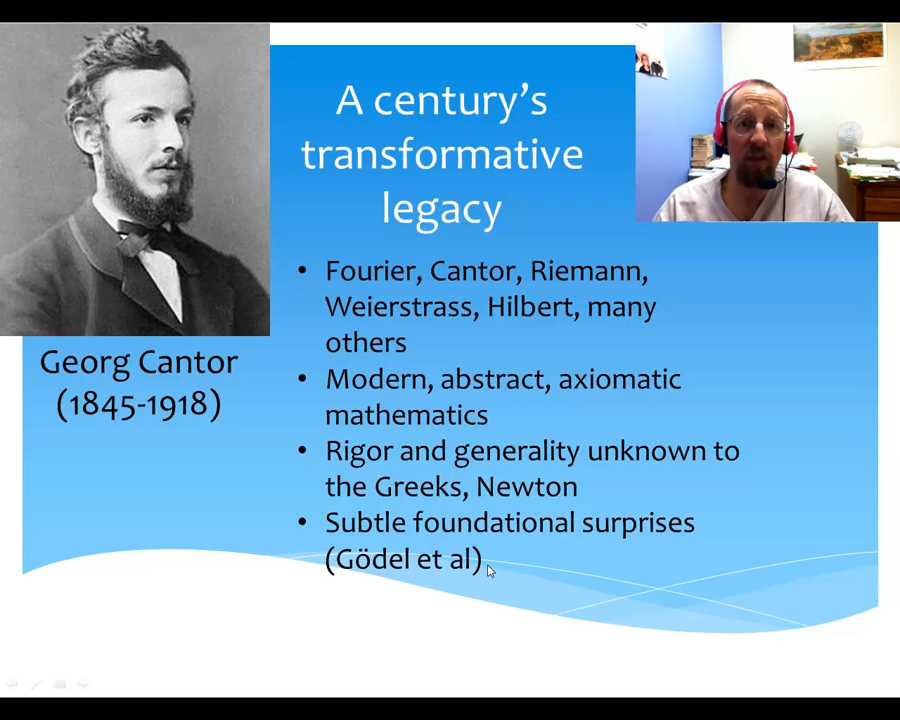 A century’s
transformative
legacy
• Fourier, Cantor, Riemann,
Weierstrass, Hilbert, many
others
• Modern, abstract, axiomatic
mathematics
• Rigor and generality unknown to
the Greeks, Newton
• Subtle foundational surprises
(Gödel et al)
Georg Cantor
(1845-1918)